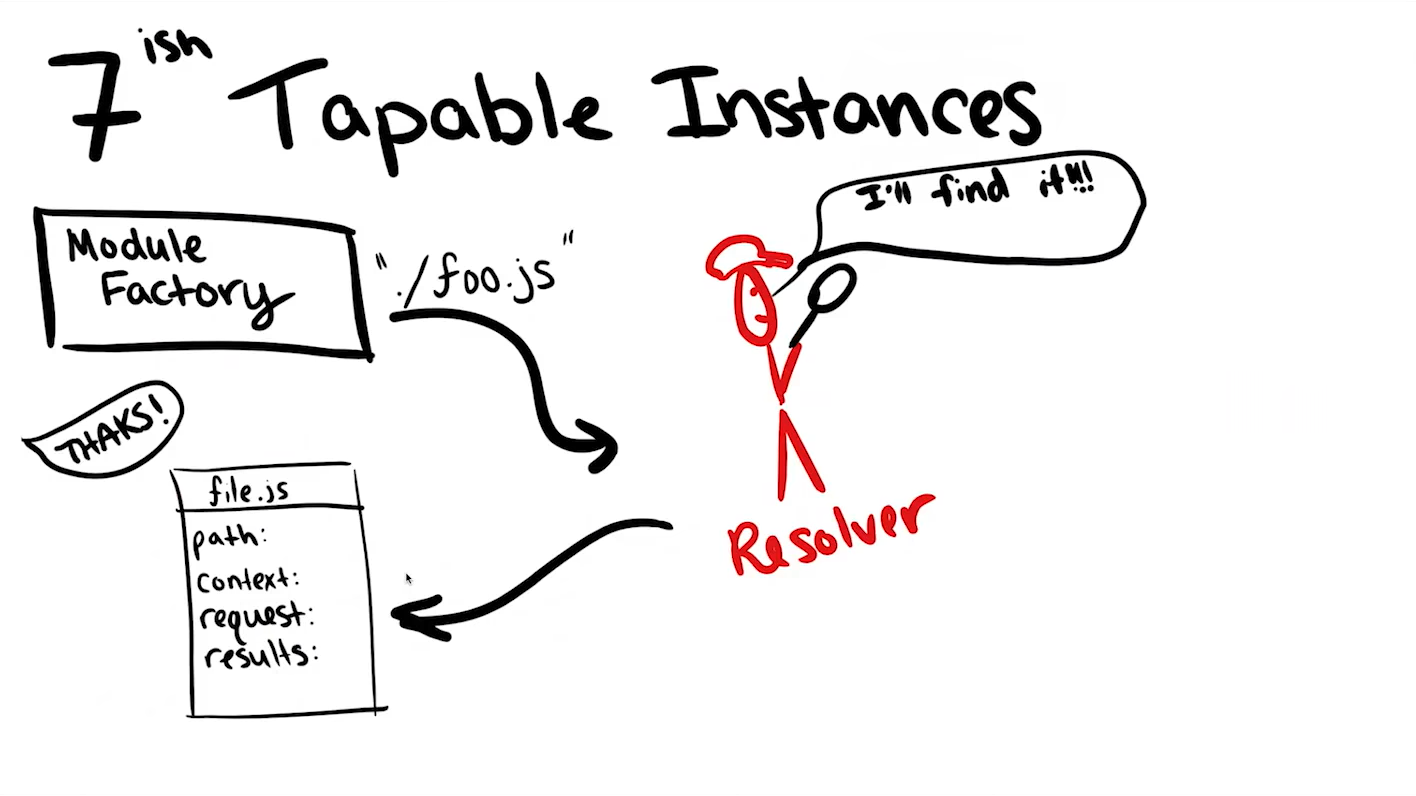 7ish Tapable Instances
I'll find it!!!
Module
Factory
"./foo.js"
THAKS!
file.js
path:
context:
request:
results:
Resolver